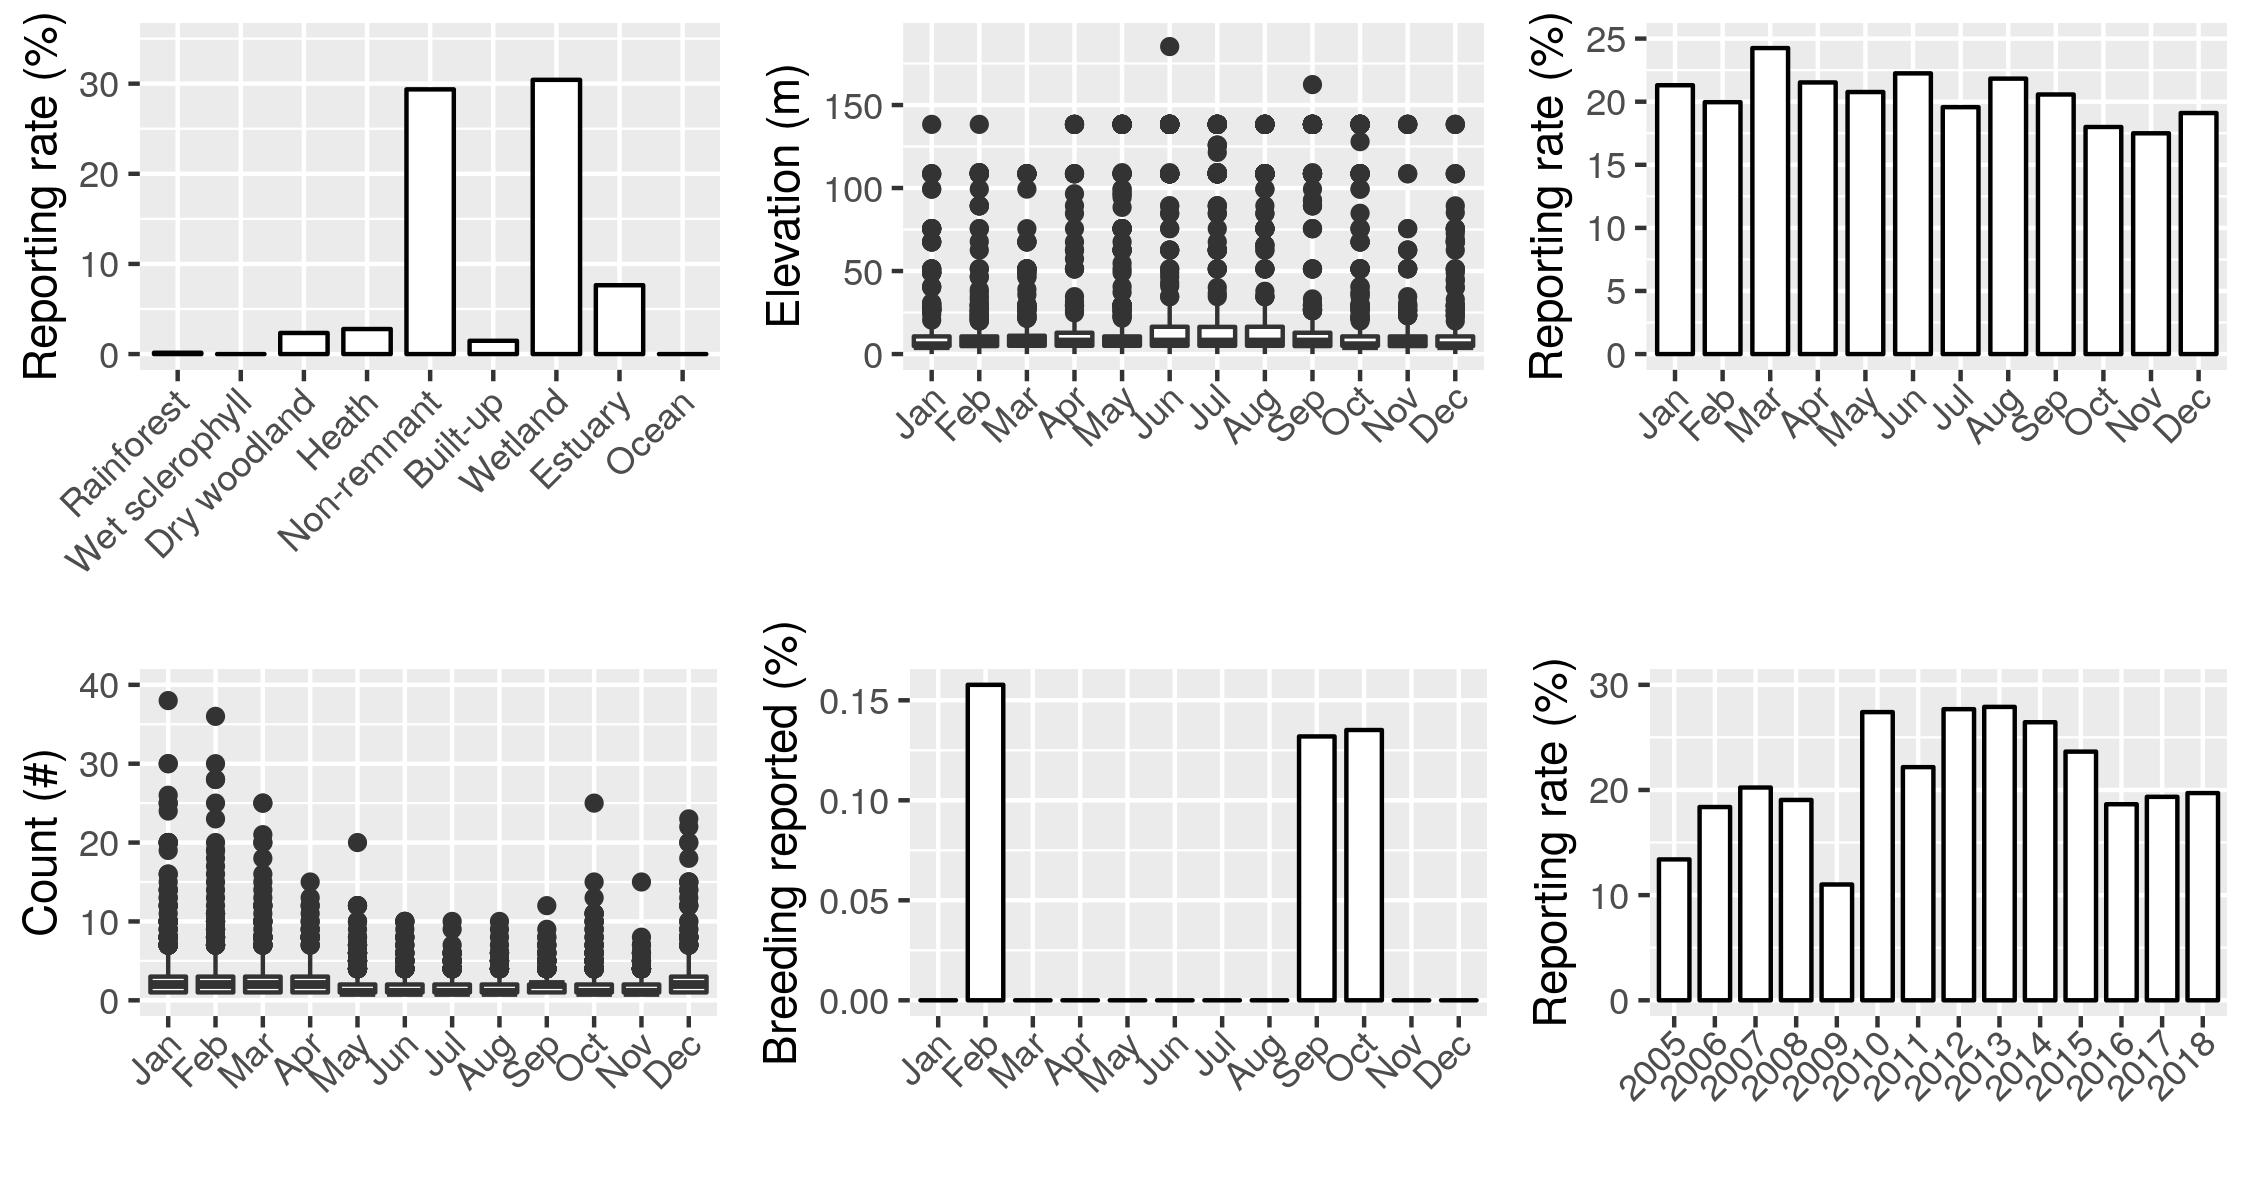 Reporting rate (%)
30
20
10
0
Rainforest
Wet sclerophyll
Dry woodland
Heath
Non-remnant
Built-up
Wetland
Estuary
Ocean
Elevation (m)
150
100
50
0
Jan
Feb
Mar
Apr
May
Jun
Jul
Aug
Sep
Oct
Nov
Dec
Reporting rate (%)
25
20
15
10
5
0
Jan
Feb
Mar
Apr
May
Jun
Jul
Aug
Sep
Oct
Nov
Dec
Count (#)
40
30
20
10
0
Jan
Feb
Mar
Apr
May
Jun
Jul
Aug
Sep
Oct
Nov
Dec
Breeding reported (%)
0.15
0.10
0.05
0.00
Jan
Feb
Mar
Apr
May
Jun
Jul
Aug
Sep
Oct
Nov
Dec
Reporting rate (%)
30
20
10
0
2005
2006
2007
2008
2009
2010
2011
2012
2013
2014
2015
2016
2017
2018